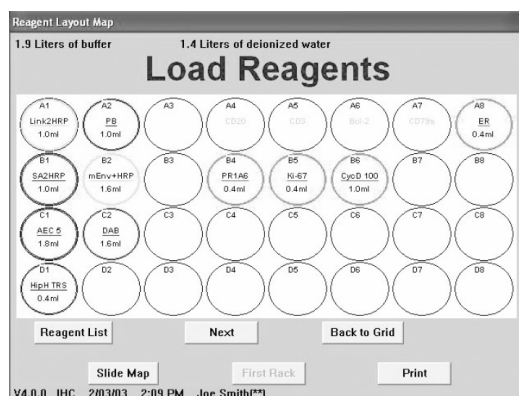 Reagent Layout Map
1.9 Liters of buffer 1.4 Liters of deionized water
Load Reagents
A1 A2 A3 A4 A5 A6 A7 A8
Link2HRP PB CD20 CD3 Bcl-2 CD79a ER
1.0ml 1.0ml 0.4ml
B1 B2 B3 B4 B5 B6 B7 B8
SA2HRP mEnv+HRP PR1A6 Ki-67 CycD 100
1.0ml 1.6ml 0.4ml 0.4ml 1.0ml
C1 C2 C3 C4 C5 C6 C7 C8
AEC 5 DAB
1.8ml 1.6ml
D1 D2 D3 D4 D5 D6 D7 D8
HipH TRS
0.4ml
Reagent List Next Back to Grid
Slide Map First Rack Print
V4.0.0 IHC 2/03/03 2:09 PM Joe Smith(**)